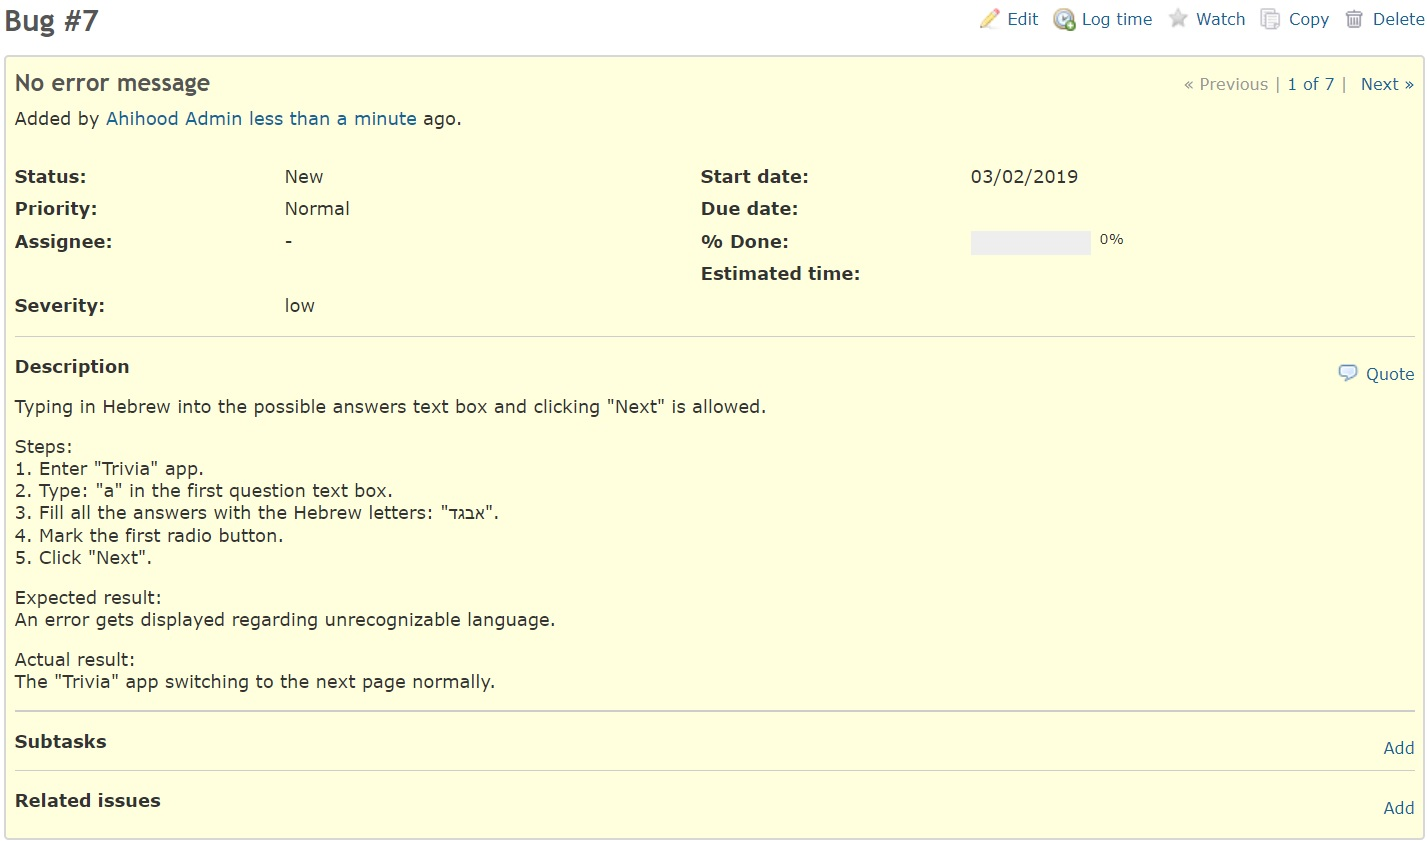 Bug #7
Edit Log time Watch Copy Delete
No error message
« Previous | 1 of 7 | Next »
Added by Ahihood Admin less than a minute ago.
Status: New Start date: 03/02/2019
Priority: Normal Due date:
Assignee: - % Done: 0%
Estimated time:
Severity: low
Description
Quote
Typing in Hebrew into the possible answers text box and clicking "Next" is allowed.
Steps:
1. Enter "Trivia" app.
2. Type: "a" in the first question text box.
3. Fill all the answers with the Hebrew letters: "אבגד".
4. Mark the first radio button.
5. Click "Next".
Expected result:
An error gets displayed regarding unrecognizable language.
Actual result:
The "Trivia" app switching to the next page normally.
Subtasks
Add
Related issues
Add